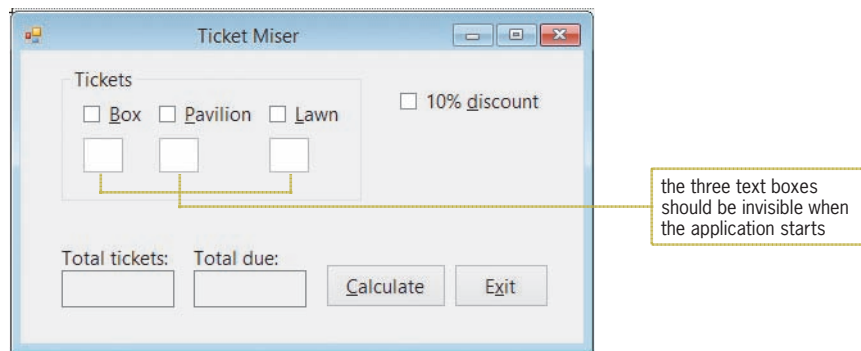 Ticket Miser
Tickets
Box
Pavilion
Lawn
10% discount
the three text boxes
should be invisible when
the application starts
Total tickets:
Total due:
Calculate
Exit